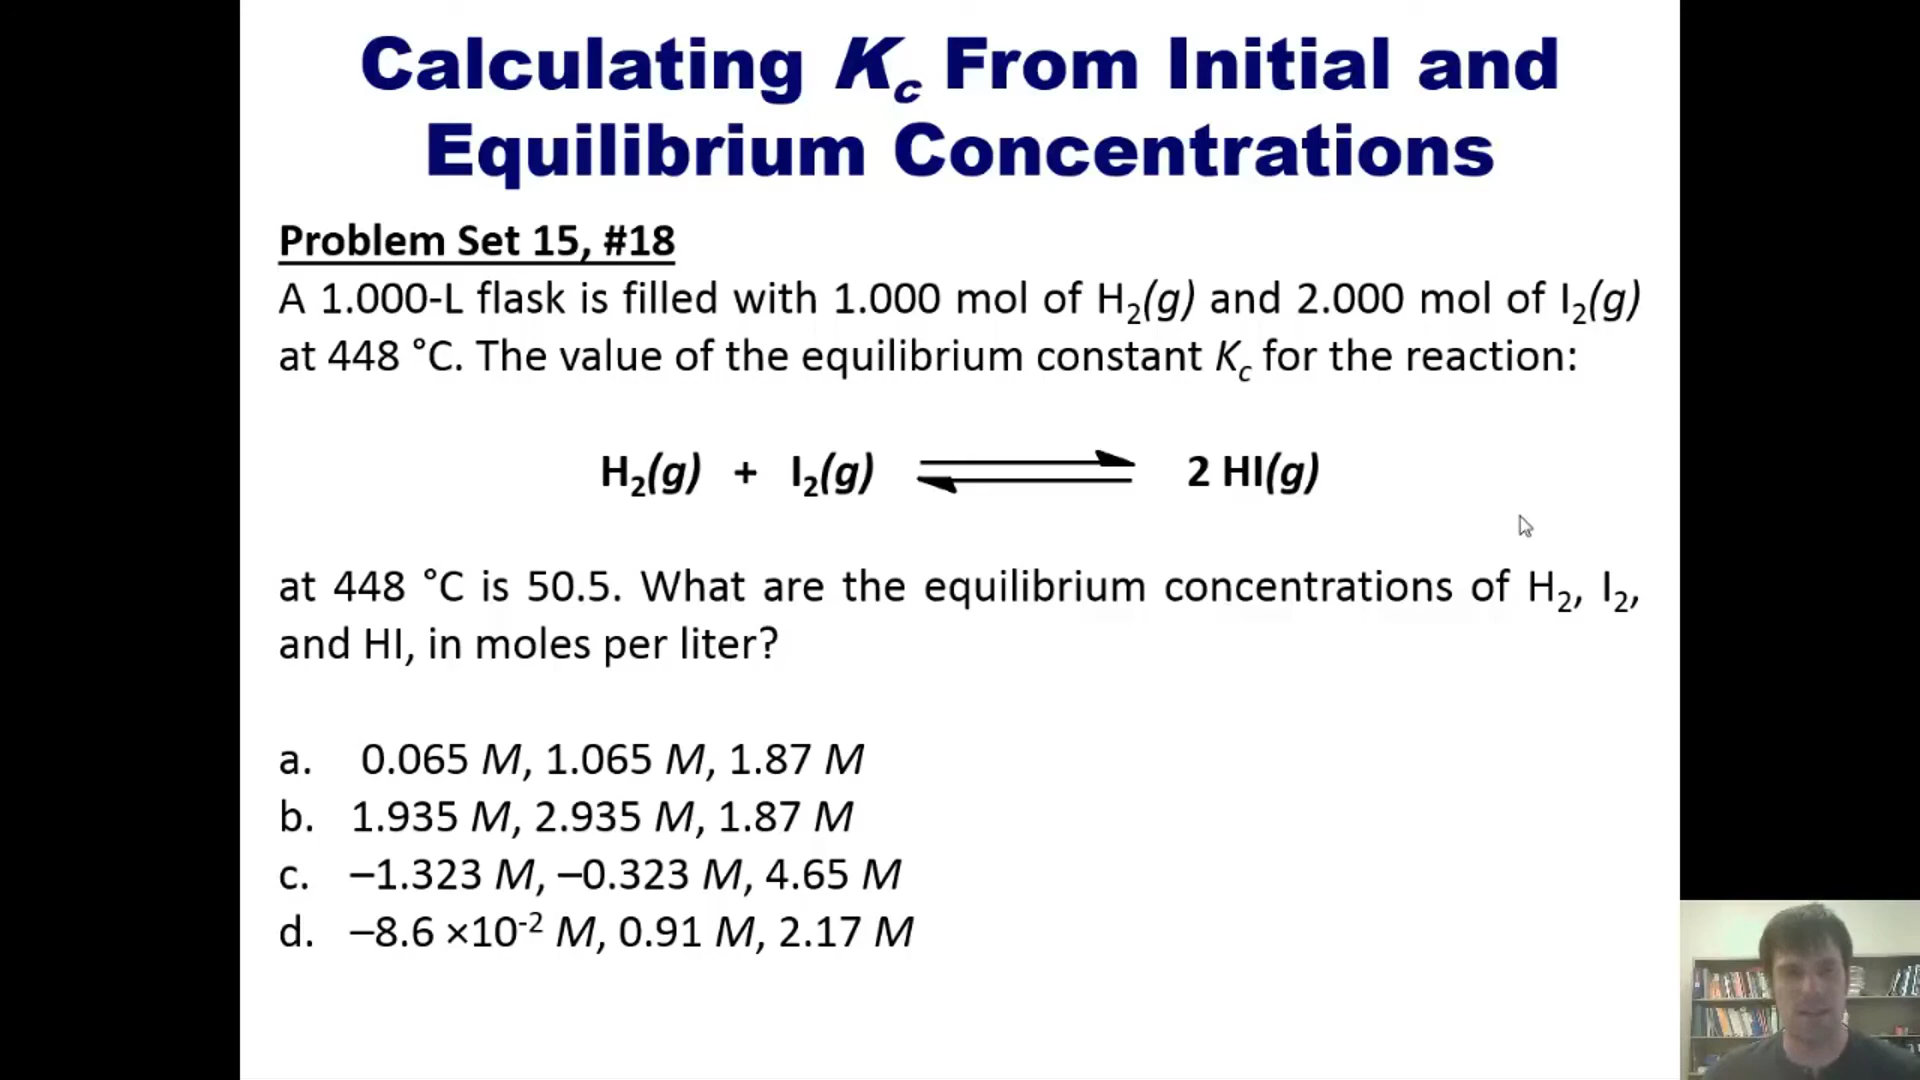 Calculating Kc From Initial and
Equilibrium Concentrations
Problem Set 15, #18
A 1.000-L flask is filled with 1.000 mol of H₂(g) and 2.000 mol of I₂(g)
at 448 °C. The value of the equilibrium constant Kc for the reaction:
H₂(g) + I₂(g) ⇌ 2 HI(g)
at 448 °C is 50.5. What are the equilibrium concentrations of H₂, I₂,
and HI, in moles per liter?
a. 0.065 M, 1.065 M, 1.87 M
b. 1.935 M, 2.935 M, 1.87 M
c. –1.323 M, –0.323 M, 4.65 M
d. –8.6 ×10⁻² M, 0.91 M, 2.17 M